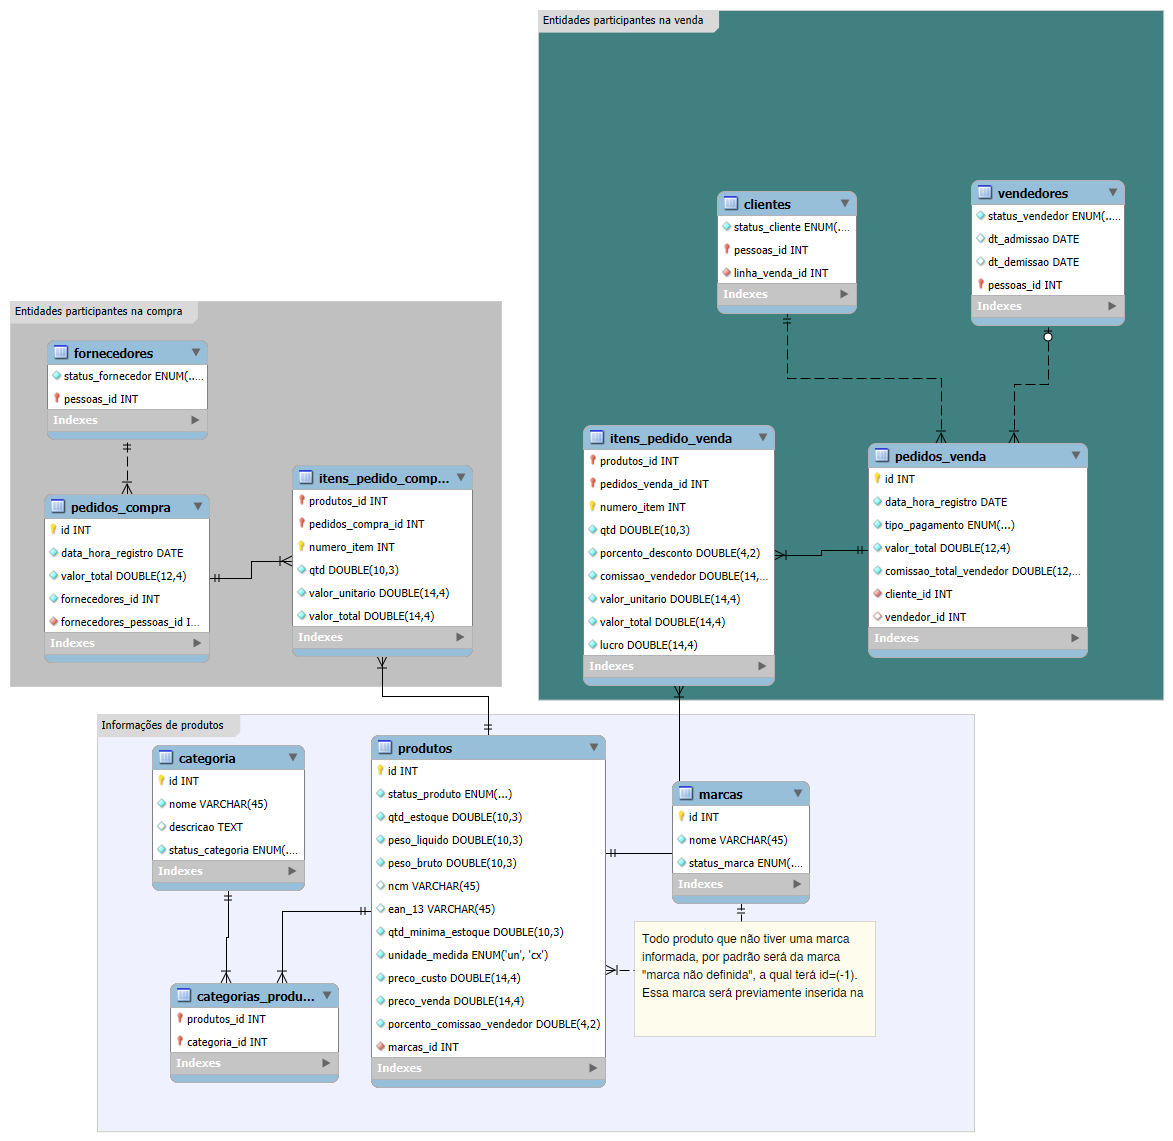 Entidades participantes na venda
clientes
status_cliente ENUM(....
pessoas_id INT
linha_venda_id INT
Indexes
vendedores
status_vendedor ENUM(....
dt_admissao DATE
dt_demissao DATE
pessoas_id INT
Indexes
Entidades participantes na compra
fornecedores
status_fornecedor ENUM(.....
pessoas_id INT
Indexes
pedidos_compra
id INT
data_hora_registro DATE
valor_total DOUBLE(12,4)
fornecedores_id INT
fornecedores_pessoas_id I...
Indexes
itens_pedido_comp...
produtos_id INT
pedidos_compra_id INT
numero_item INT
qtd DOUBLE(10,3)
valor_unitario DOUBLE(14,4)
valor_total DOUBLE(14,4)
Indexes
itens_pedido_venda
produtos_id INT
pedidos_venda_id INT
numero_item INT
qtd DOUBLE(10,3)
porcento_desconto DOUBLE(4,2)
comissao_vendedor DOUBLE(14,...
valor_unitario DOUBLE(14,4)
valor_total DOUBLE(14,4)
lucro DOUBLE(14,4)
Indexes
pedidos_venda
id INT
data_hora_registro DATE
tipo_pagamento ENUM(...)
valor_total DOUBLE(12,4)
comissao_total_vendedor DOUBLE(12,...
cliente_id INT
vendedor_id INT
Indexes
Informações de produtos
categoria
id INT
nome VARCHAR(45)
descricao TEXT
status_categoria ENUM(....
Indexes
categorias_produ...
produtos_id INT
categoria_id INT
Indexes
produtos
id INT
status_produto ENUM(...)
qtd_estoque DOUBLE(10,3)
peso_liquido DOUBLE(10,3)
peso_bruto DOUBLE(10,3)
ncm VARCHAR(45)
ean_13 VARCHAR(45)
qtd_minima_estoque DOUBLE(10,3)
unidade_medida ENUM('un', 'cx')
preco_custo DOUBLE(14,4)
preco_venda DOUBLE(14,4)
porcento_comissao_vendedor DOUBLE(4,2)
marcas_id INT
Indexes
marcas
id INT
nome VARCHAR(45)
status_marca ENUM(....
Indexes
Todo produto que não tiver uma marca
informada, por padrão será da marca
"marca não definida", a qual terá id=(-1).
Essa marca será previamente inserida na